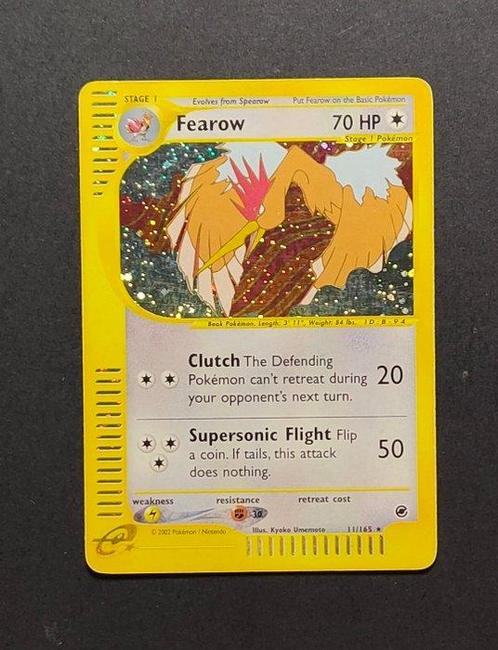 STAGE 1 Evolves from Spearow Put Fearow on the Basic Pokémon
Fearow 70 HP
Stage 1 Pokémon
Beak Pokémon. Length: 3' 11", Weight: 84 lbs. ID-B-94
Clutch The Defending
Pokémon can't retreat during 20
your opponent's next turn.
Supersonic Flight Flip
a coin. If tails, this attack 50
does nothing.
weakness resistance retreat cost
-30
© 2002 Pokémon / Nintendo Illus. Kyoko Umemoto 11/165 ★
e